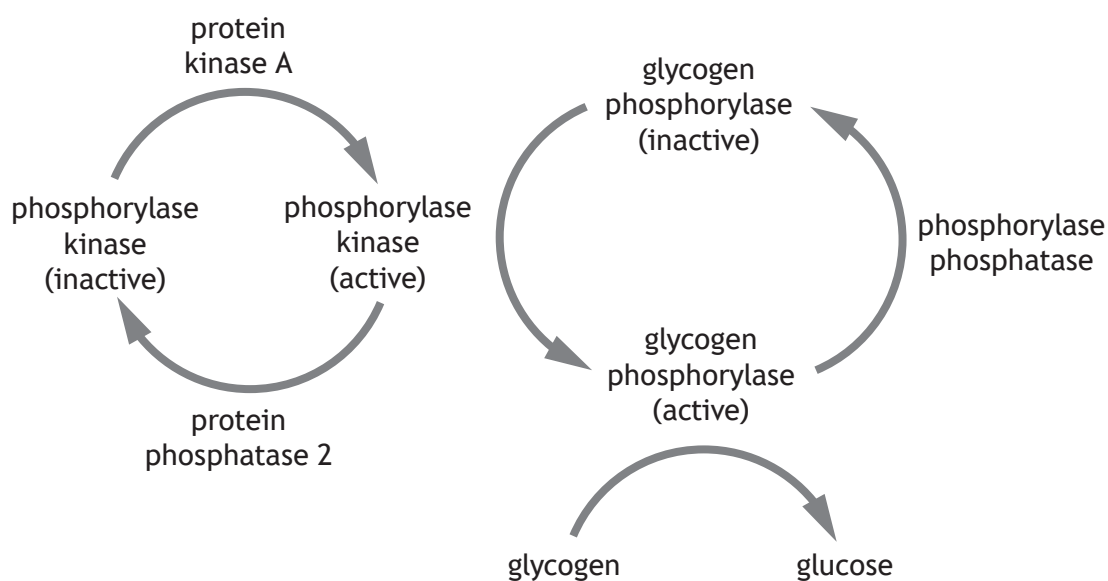 protein
kinase A
phosphorylase
kinase
(inactive)
phosphorylase
kinase
(active)
protein
phosphatase 2
glycogen
phosphorylase
(inactive)
phosphorylase
phosphatase
glycogen
phosphorylase
(active)
glycogen
glucose